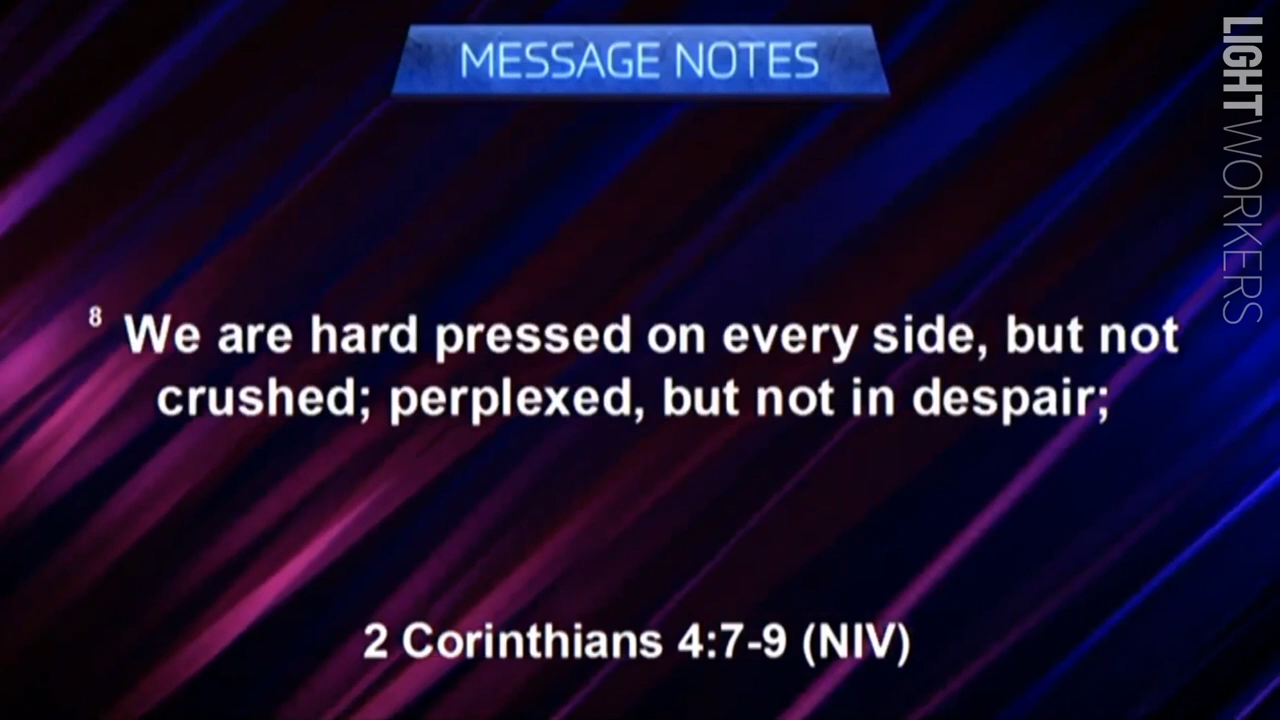 MESSAGE NOTES
LIGHTWORKERS
8 We are hard pressed on every side, but not
crushed; perplexed, but not in despair;
2 Corinthians 4:7-9 (NIV)